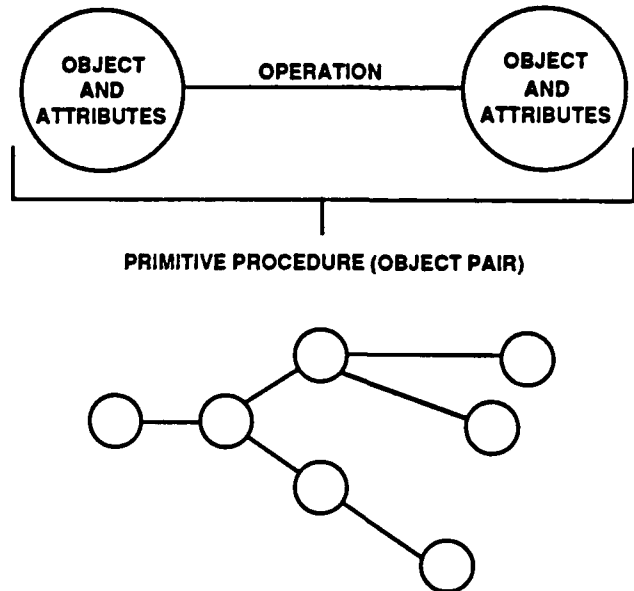 OBJECT
AND
ATTRIBUTES
OPERATION
OBJECT
AND
ATTRIBUTES
PRIMITIVE PROCEDURE (OBJECT PAIR)